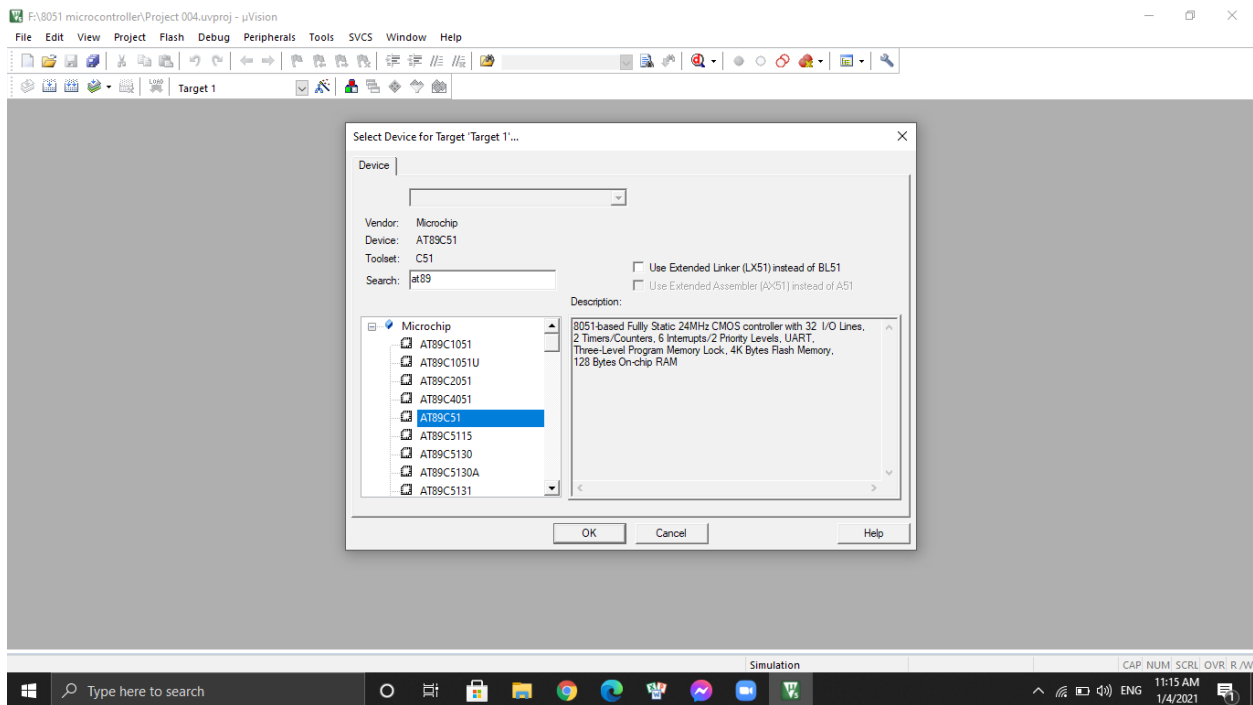 F:\8051 microcontroller\Project 004.uvproj - µVision
File Edit View Project Flash Debug Peripherals Tools SVCS Window Help
LOAD Target 1
Select Device for Target 'Target 1'...
Device
Vendor: Microchip
Device: AT89C51
Toolset: C51
Search: at89
Use Extended Linker (LX51) instead of BL51
Use Extended Assembler (AX51) instead of A51
Description:
Microchip
AT89C1051
AT89C1051U
AT89C2051
AT89C4051
AT89C51
AT89C5115
AT89C5130
AT89C5130A
AT89C5131
8051-based Fullly Static 24MHz CMOS controller with 32 I/O Lines,
2 Timers/Counters, 6 Interrupts/2 Priority Levels, UART,
Three-Level Program Memory Lock, 4K Bytes Flash Memory,
128 Bytes On-chip RAM
OK Cancel Help
Simulation CAP NUM SCRL OVR R/W
Type here to search ENG 11:15 AM
1/4/2021
1